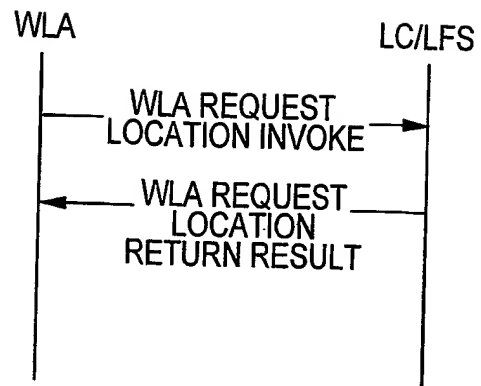 WLA
LC/LFS
WLA REQUEST
LOCATION INVOKE
WLA REQUEST
LOCATION
RETURN RESULT